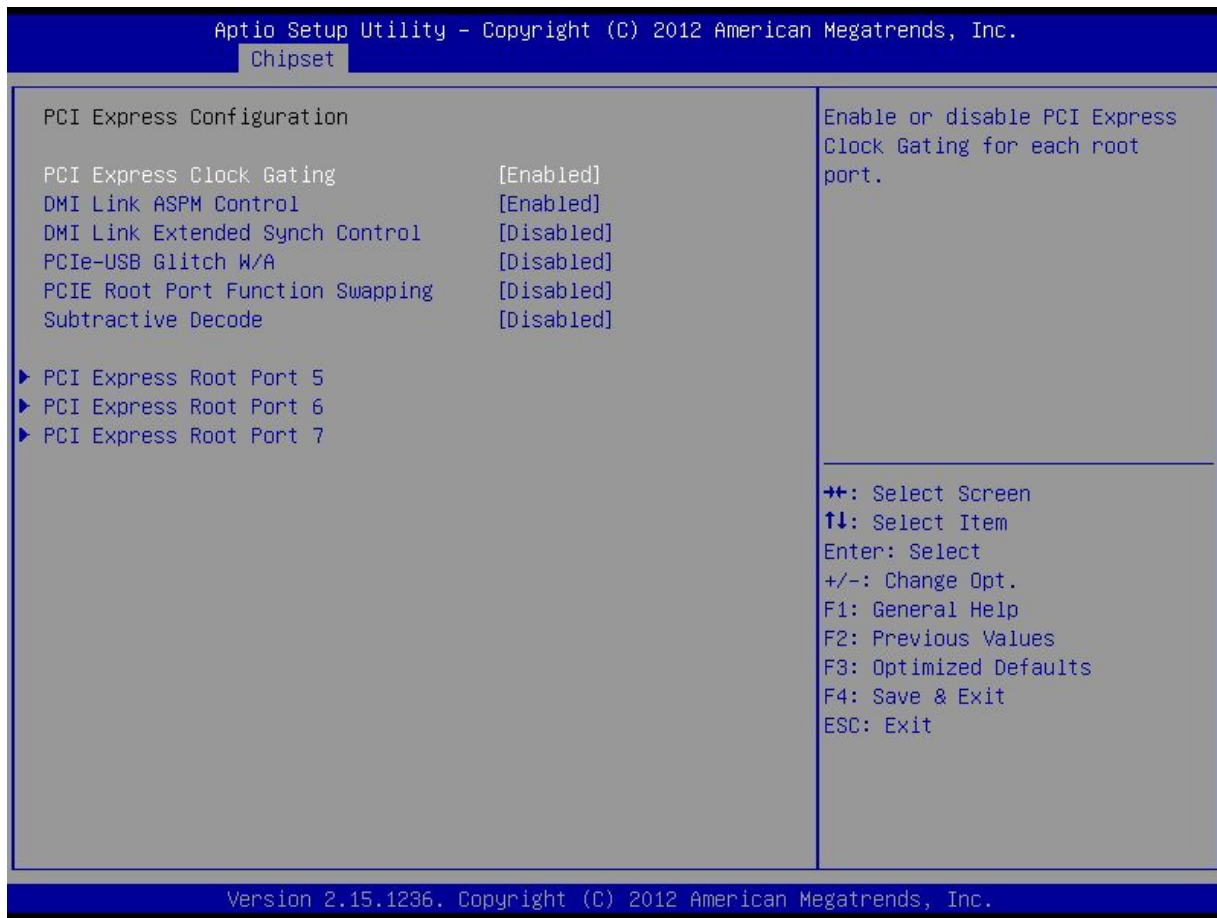 Aptio Setup Utility – Copyright (C) 2012 American Megatrends, Inc.
Chipset
PCI Express Configuration
PCI Express Clock Gating [Enabled]
DMI Link ASPM Control [Enabled]
DMI Link Extended Synch Control [Disabled]
PCIe-USB Glitch W/A [Disabled]
PCIE Root Port Function Swapping [Disabled]
Subtractive Decode [Disabled]
▶ PCI Express Root Port 5
▶ PCI Express Root Port 6
▶ PCI Express Root Port 7
Enable or disable PCI Express
Clock Gating for each root
port.
→←: Select Screen
↑↓: Select Item
Enter: Select
+/-: Change Opt.
F1: General Help
F2: Previous Values
F3: Optimized Defaults
F4: Save & Exit
ESC: Exit
Version 2.15.1236. Copyright (C) 2012 American Megatrends, Inc.